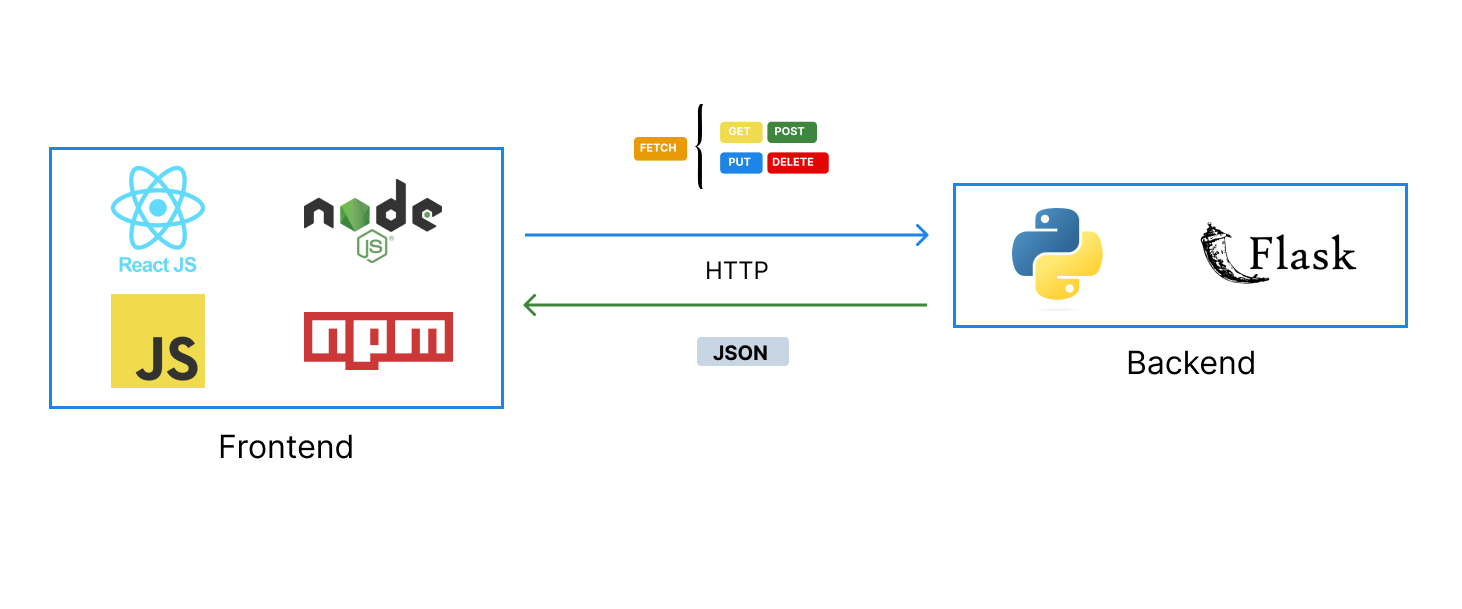 FETCH
GET POST
PUT DELETE
React JS
node
JS
JS
npm
Frontend
HTTP
JSON
Flask
Backend